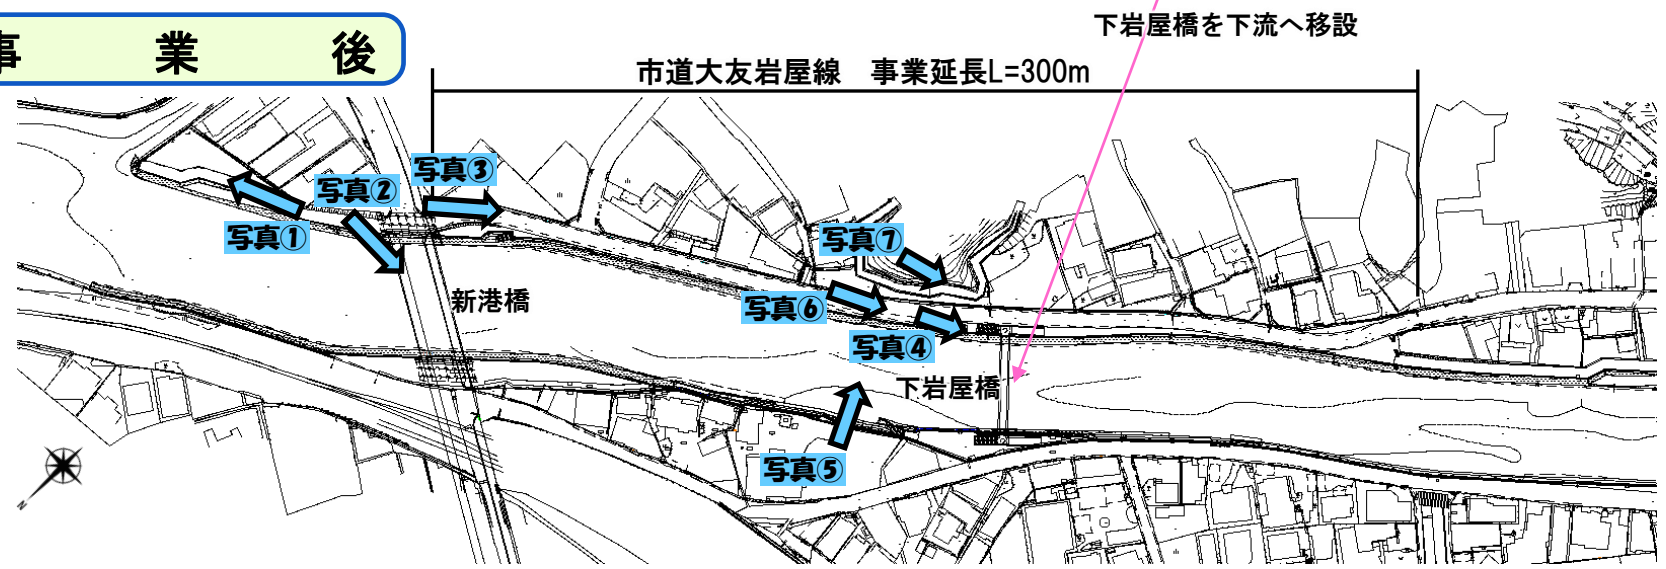 事業後
下岩屋橋を下流へ移設
市道大友岩屋線 事業延長L=300m
写真③
写真②
写真①
写真⑦
新港橋
写真⑥
写真④
下岩屋橋
写真⑤
N